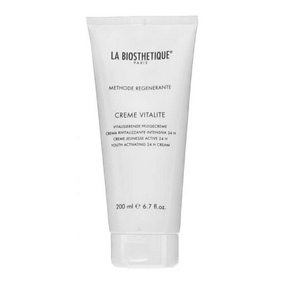 LA BIOSTHETIQUE®
PARIS
METHODE REGENERANTE
CREME VITALITE
VITALISIERENDE PFLEGECREME
CREMA RIVITALIZZANTE INTENSIVA 24 H
CREME JEUNESSE ACTIVE 24 H
YOUTH ACTIVATING 24 H CREAM
200 ml ℮ 6.7 fl. oz.